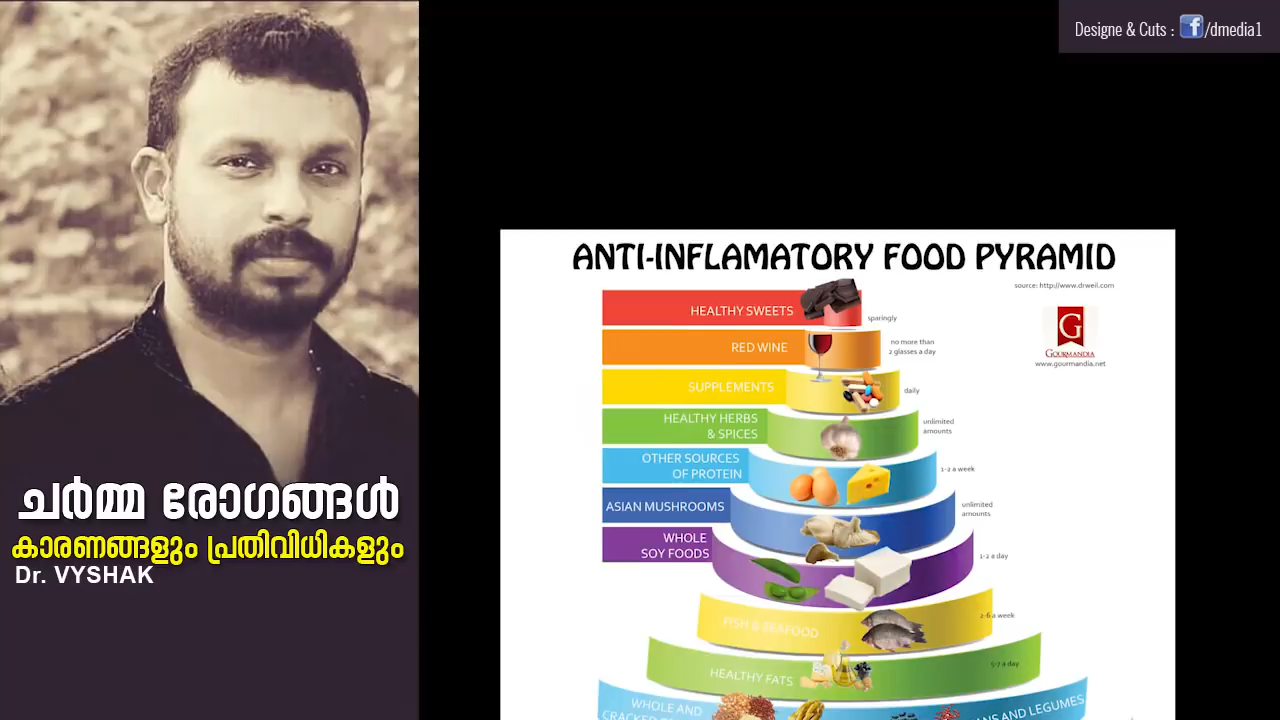 Designe & Cuts : f/dmedia1
ചർമ്മ രോഗങ്ങൾ
കാരണങ്ങളും പ്രതിവിധികളും
Dr. VYSHAK
ANTI-INFLAMATORY FOOD PYRAMID
source: http://www.drweil.com
G
GOURMANDIA
www.gourmandia.net
HEALTHY SWEETS
sparingly
RED WINE
no more than
2 glasses a day
SUPPLEMENTS
daily
HEALTHY HERBS
& SPICES
unlimited
amounts
OTHER SOURCES
OF PROTEIN
1-2 a week
ASIAN MUSHROOMS
unlimited
amounts
WHOLE
SOY FOODS
1-2 a day
FISH & SEAFOOD
2-6 a week
HEALTHY FATS
5-7 a day
WHOLE AND
CRACKED
AND LEGUMES